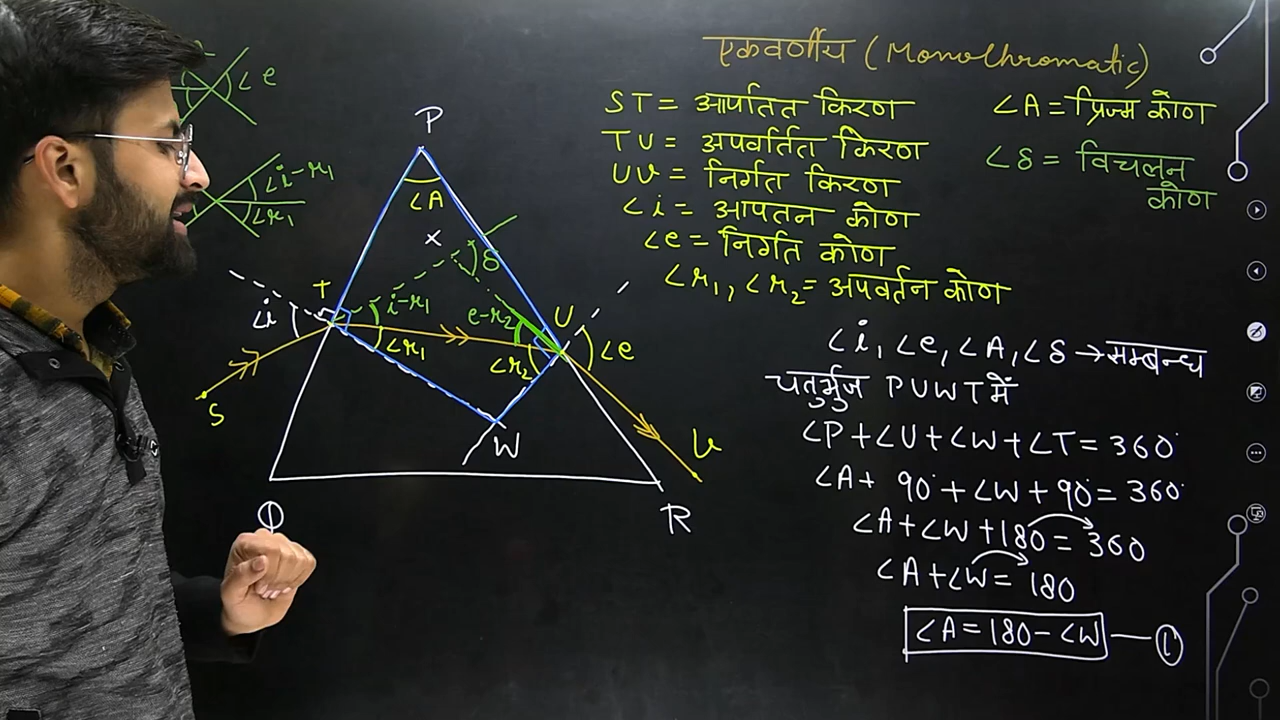 एकवर्णीय (Monochromatic)
ST = आपतित किरण
TU = अपवर्तित किरण
UV = निर्गत किरण
∠i = आपतन कोण
∠e = निर्गत कोण
∠r₁, ∠r₂ = अपवर्तन कोण
∠A = प्रिज्म कोण
∠δ = विचलन
कोण
∠i, ∠e, ∠A, ∠δ → सम्बन्ध
चतुर्भुज PUWT में
∠P + ∠U + ∠W + ∠T = 360°
∠A + 90° + ∠W + 90° = 360°
∠A + ∠W + 180 = 360
∠A + ∠W = 180
∠A = 180 - ∠W — ①
∠e
∠i-r₁
∠r₁
P
∠A
X
δ
T
∠i
i-r₁
e-r₂
U
∠r₁
∠r₂
∠e
S
W
V
Q
R